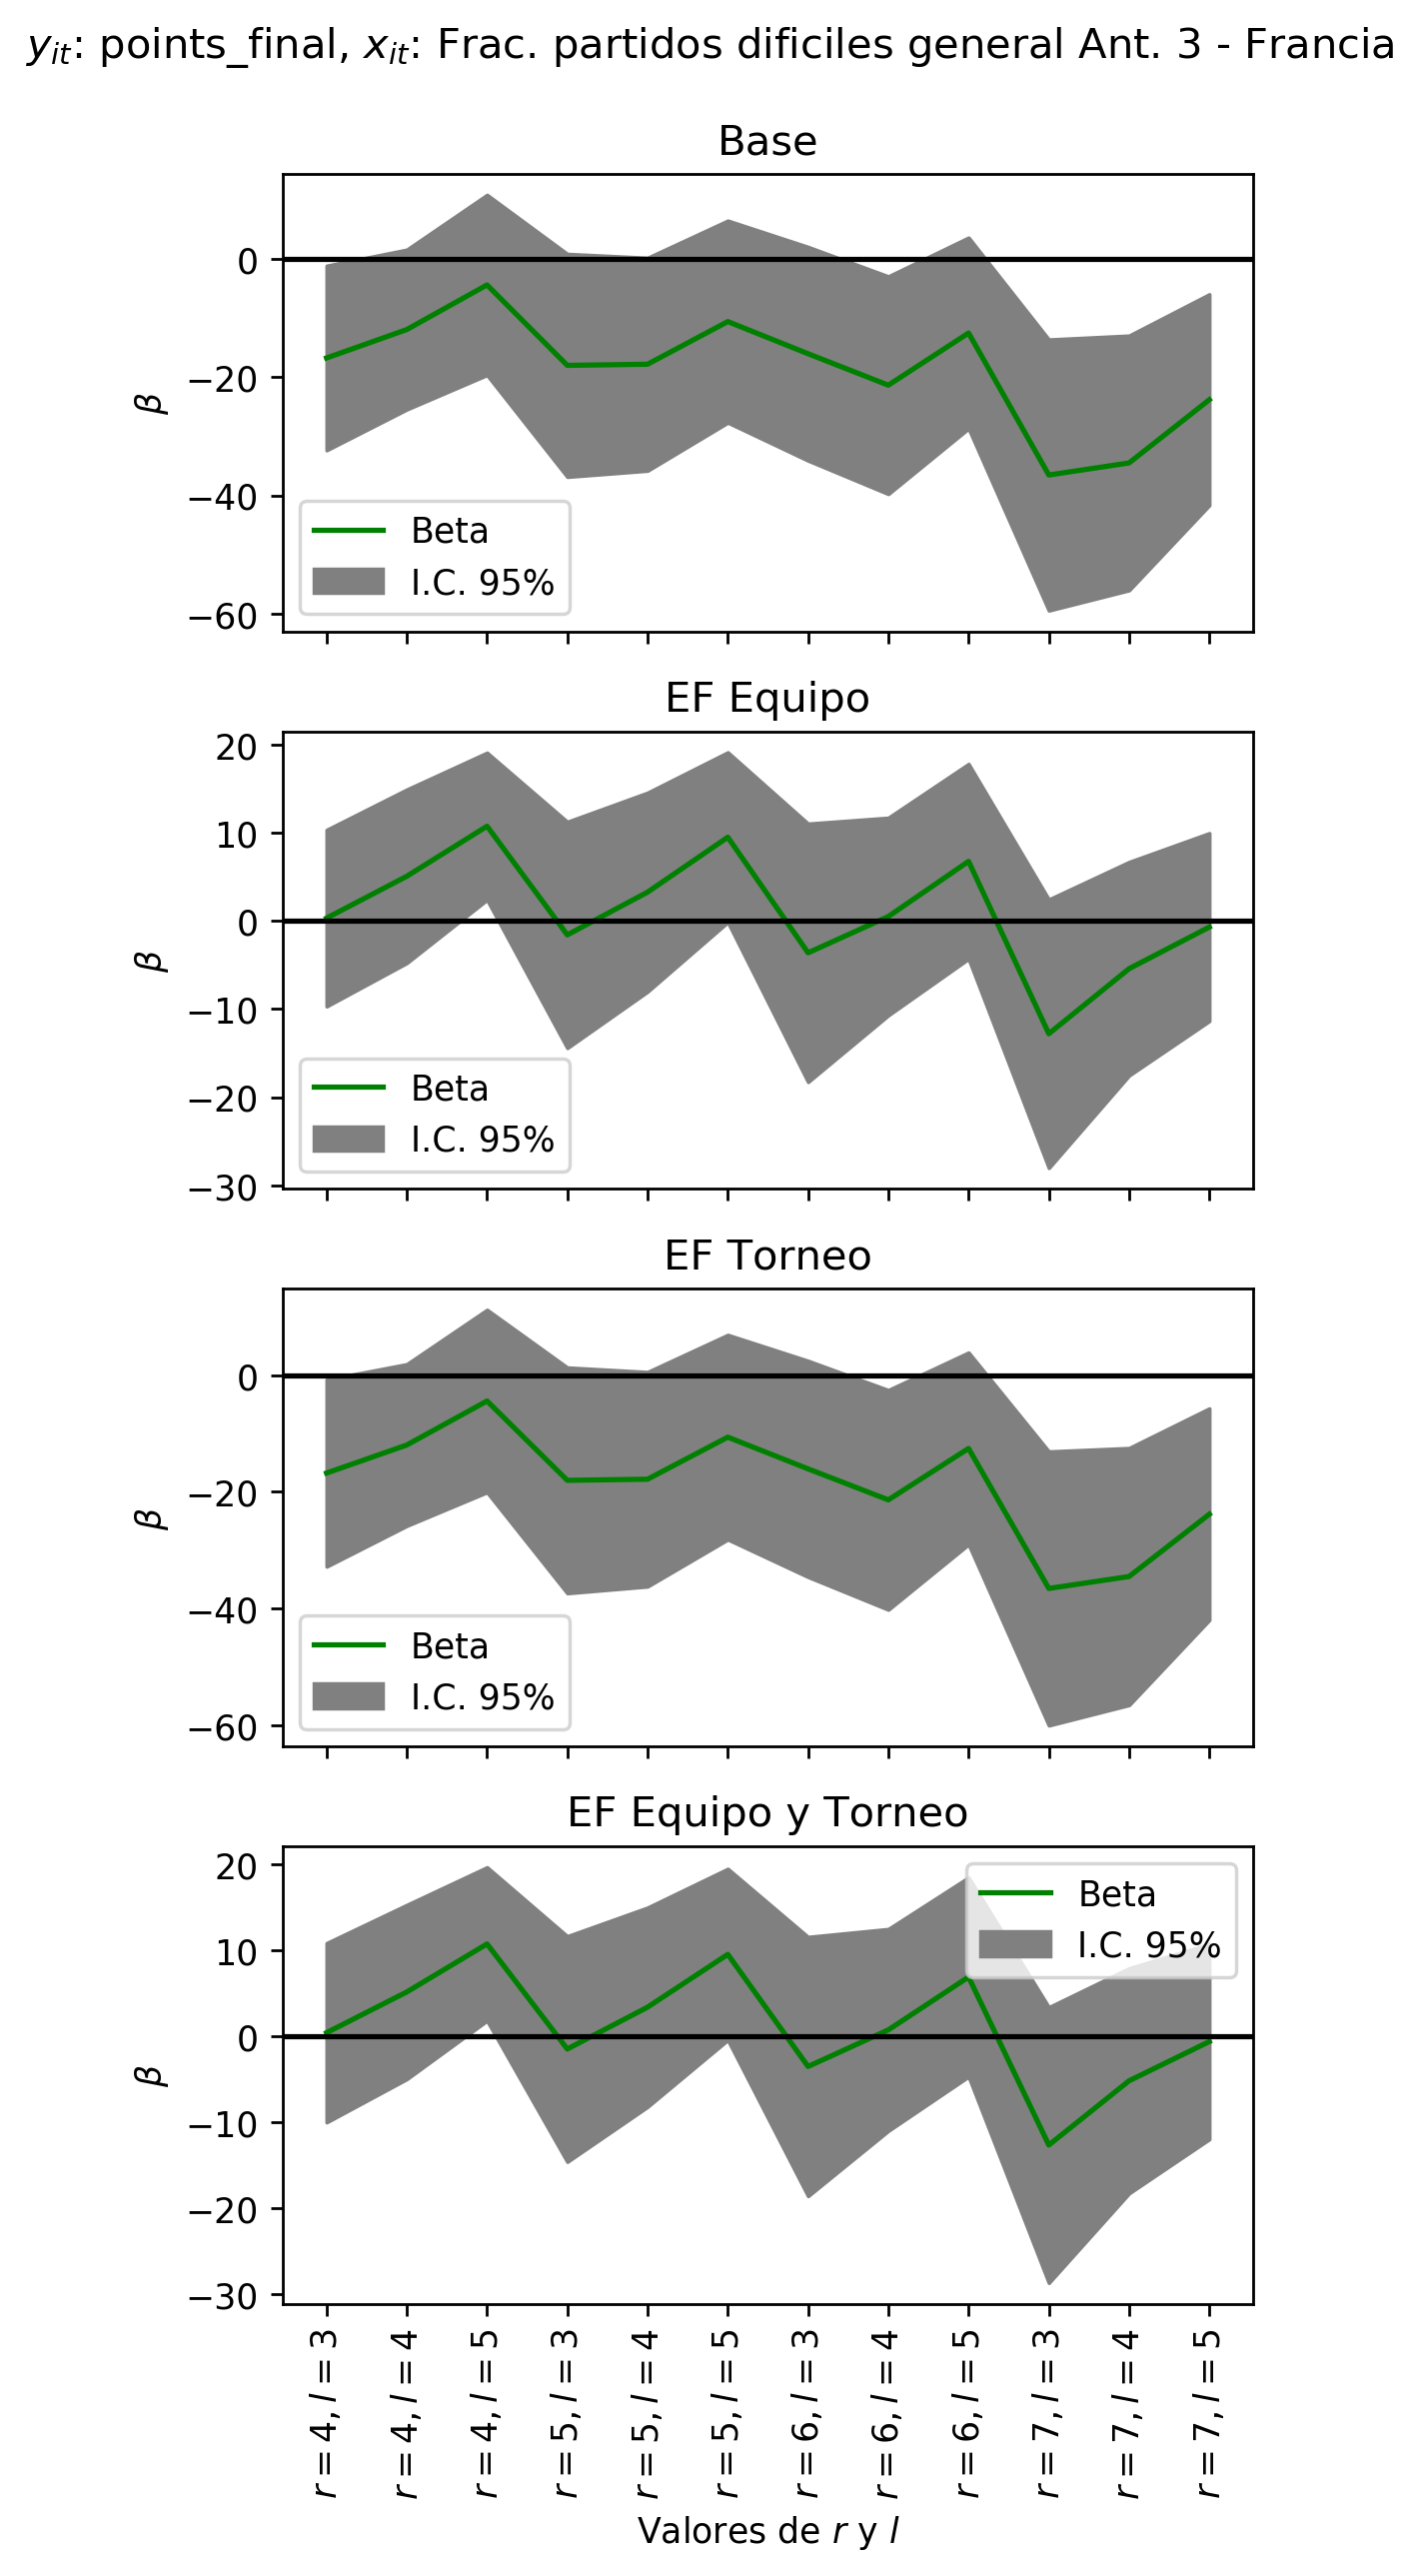 y_it: points_final, x_it: Frac. partidos dificiles general Ant. 3 - Francia
Base
0
−20
−40
−60
β
Beta
I.C. 95%
EF Equipo
20
10
0
−10
−20
−30
β
Beta
I.C. 95%
EF Torneo
0
−20
−40
−60
β
Beta
I.C. 95%
EF Equipo y Torneo
20
10
0
−10
−20
−30
β
Beta
I.C. 95%
r = 4, l = 3
r = 4, l = 4
r = 4, l = 5
r = 5, l = 3
r = 5, l = 4
r = 5, l = 5
r = 6, l = 3
r = 6, l = 4
r = 6, l = 5
r = 7, l = 3
r = 7, l = 4
r = 7, l = 5
Valores de r y l